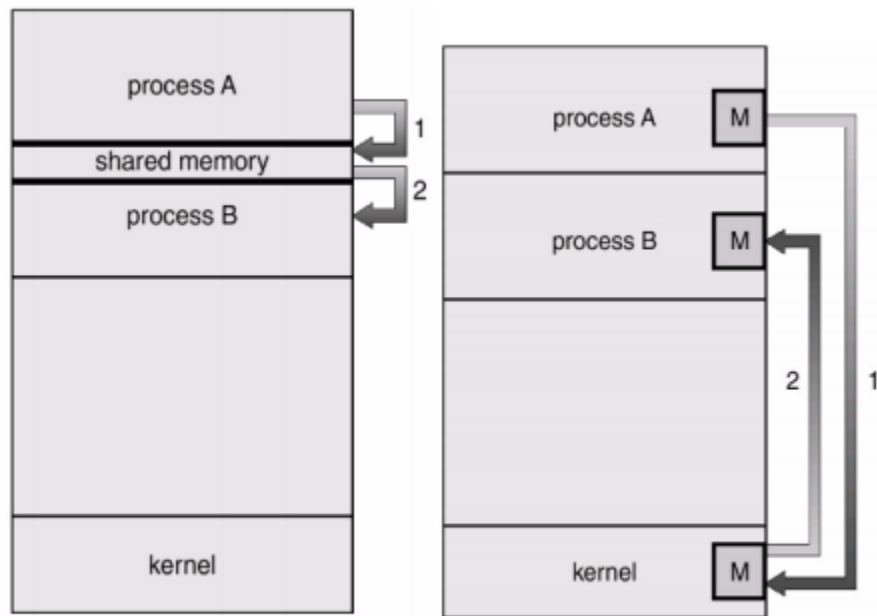 process A
1
shared memory
2
process B
kernel
process A
M
process B
M
2
1
kernel
M